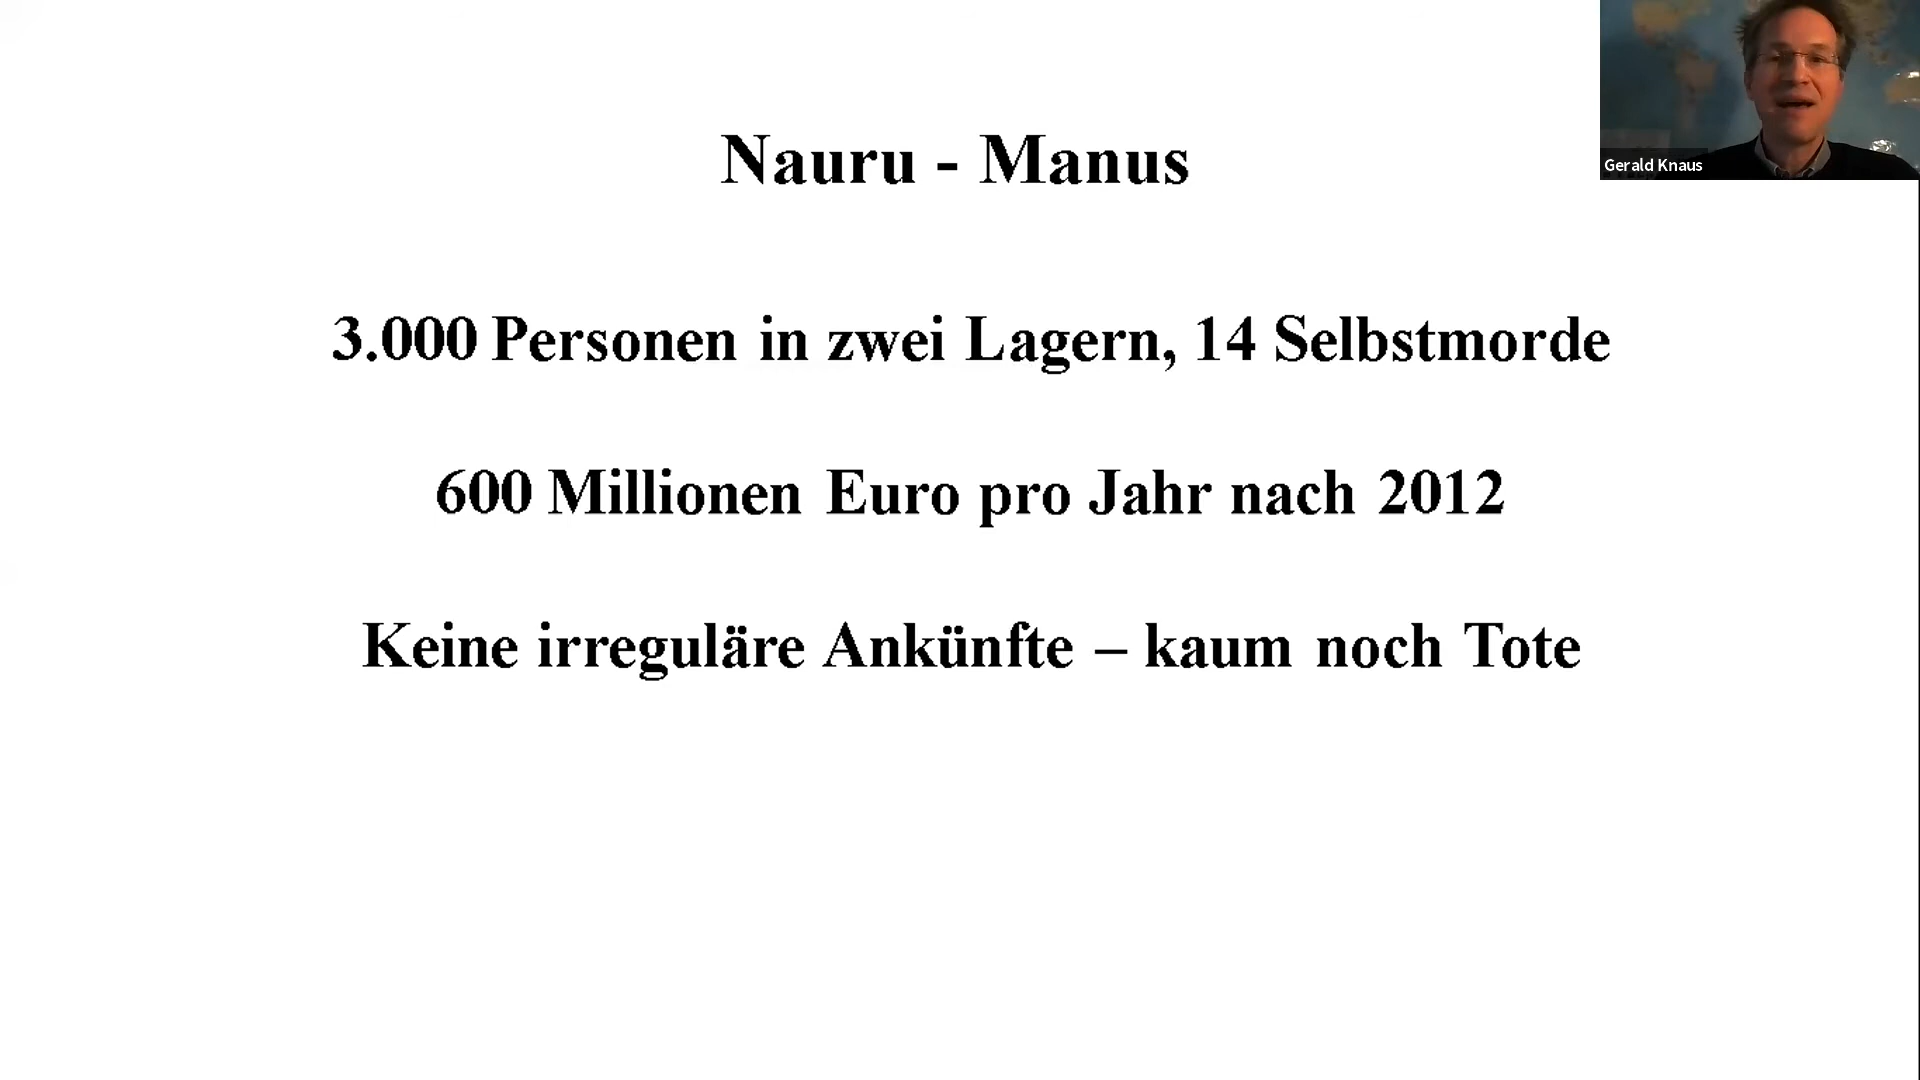 Nauru - Manus
Gerald Knaus
3.000 Personen in zwei Lagern, 14 Selbstmorde
600 Millionen Euro pro Jahr nach 2012
Keine irreguläre Ankünfte – kaum noch Tote